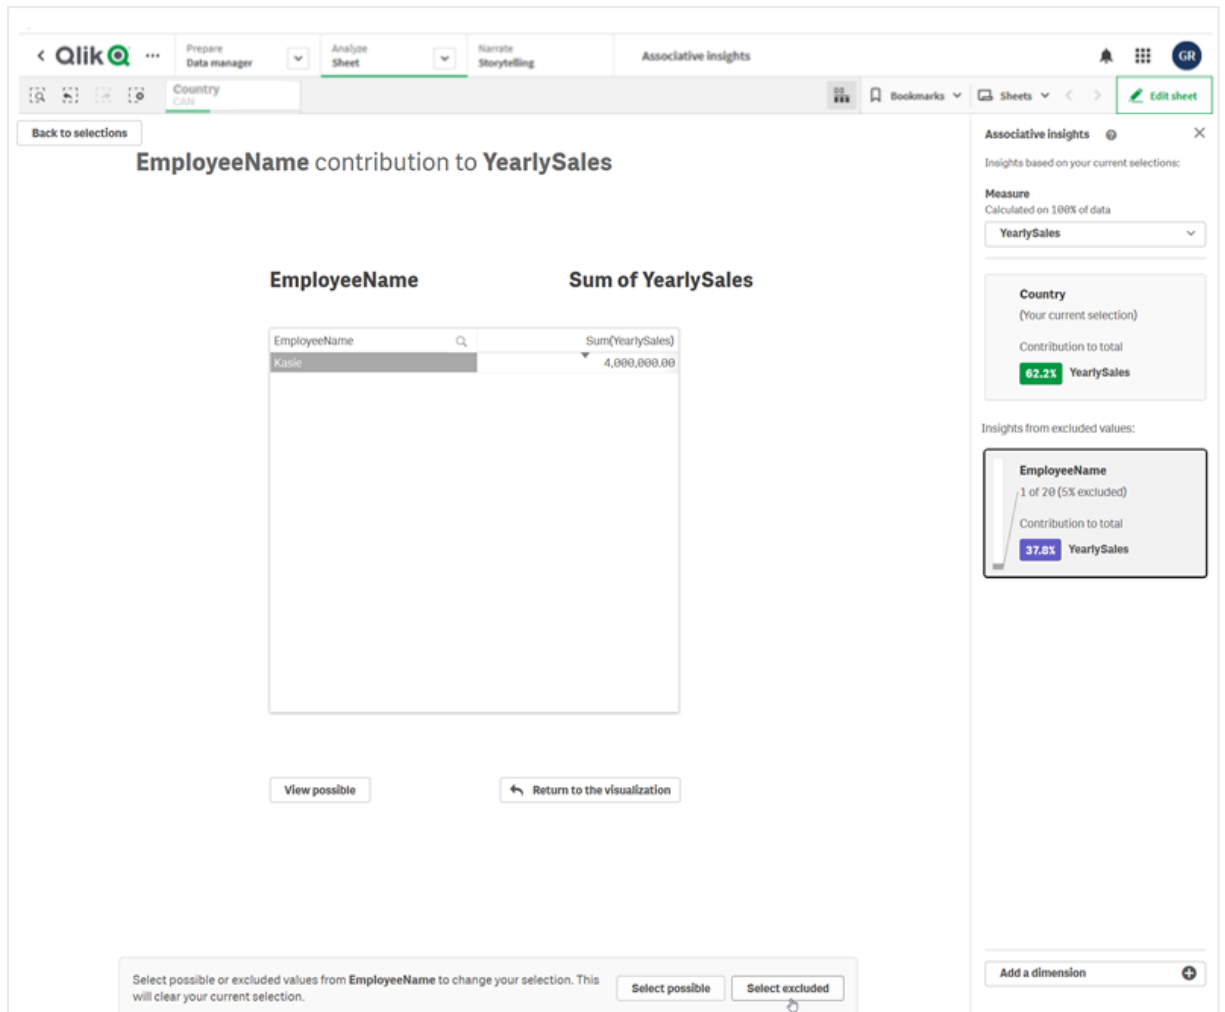 Qlik
Prepare
Data manager
Analyze
Sheet
Narrate
Storytelling
Associative insights
GR
Country
CAN
Bookmarks
Sheets
Edit sheet
Back to selections
EmployeeName contribution to YearlySales
EmployeeName
Sum of YearlySales
EmployeeName
Sum(YearlySales)
Kasie
4,000,000.00
View possible
Return to the visualization
Select possible or excluded values from EmployeeName to change your selection. This
will clear your current selection.
Select possible
Select excluded
Associative insights
Insights based on your current selections:
Measure
Calculated on 100% of data
YearlySales
Country
(Your current selection)
Contribution to total
62.2% YearlySales
Insights from excluded values:
EmployeeName
1 of 20 (5% excluded)
Contribution to total
37.8% YearlySales
Add a dimension